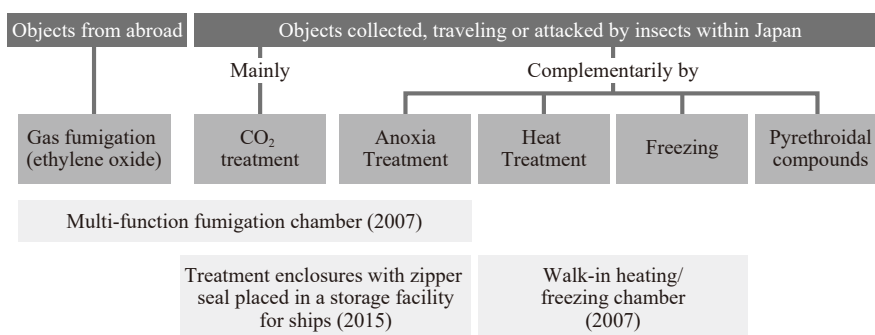 Objects from abroad
Objects collected, traveling or attacked by insects within Japan
Mainly
Complementarily by
Gas fumigation
(ethylene oxide)
CO₂
treatment
Anoxia
Treatment
Heat
Treatment
Freezing
Pyrethroidal
compounds
Multi-function fumigation chamber (2007)
Treatment enclosures with zipper
seal placed in a storage facility
for ships (2015)
Walk-in heating/
freezing chamber
(2007)